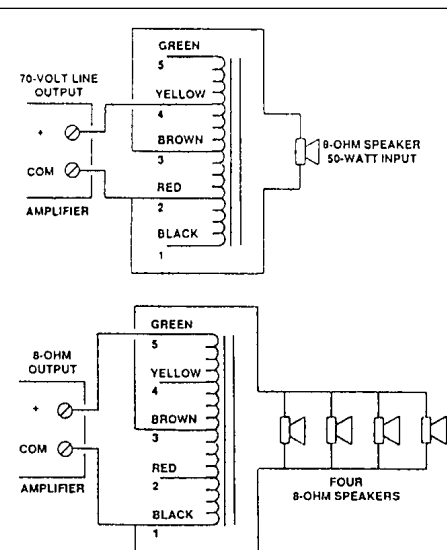 GREEN
5
70-VOLT LINE
OUTPUT
YELLOW
4
+
BROWN
3
8-OHM SPEAKER
50-WATT INPUT
COM
RED
2
AMPLIFIER
BLACK
1
GREEN
5
8-OHM
OUTPUT
YELLOW
4
+
BROWN
3
COM
RED
2
AMPLIFIER
FOUR
8-OHM SPEAKERS
BLACK
1